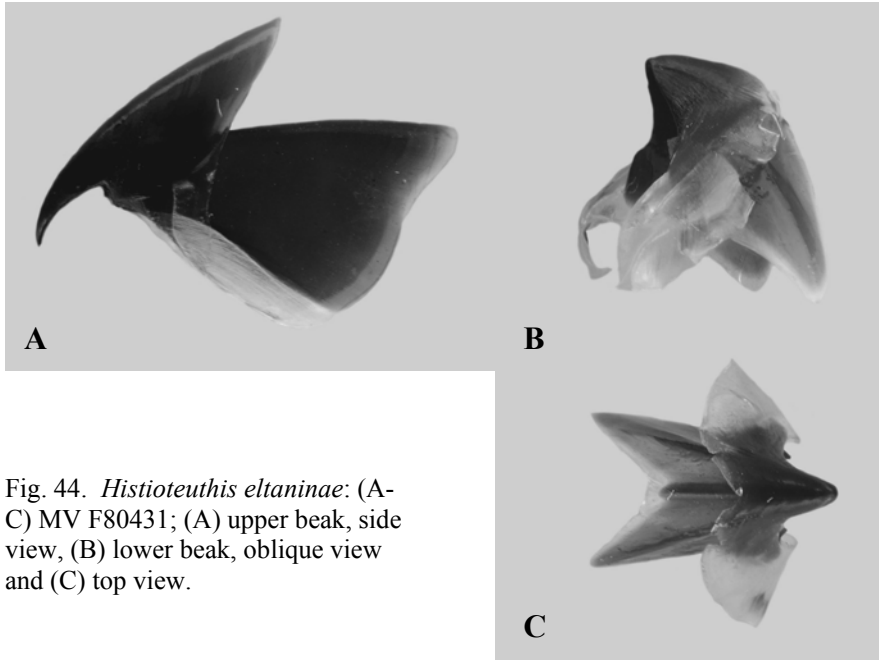 A
B
Fig. 44. Histioteuthis eltaninae: (A-
C) MV F80431; (A) upper beak, side
view, (B) lower beak, oblique view
and (C) top view.
C